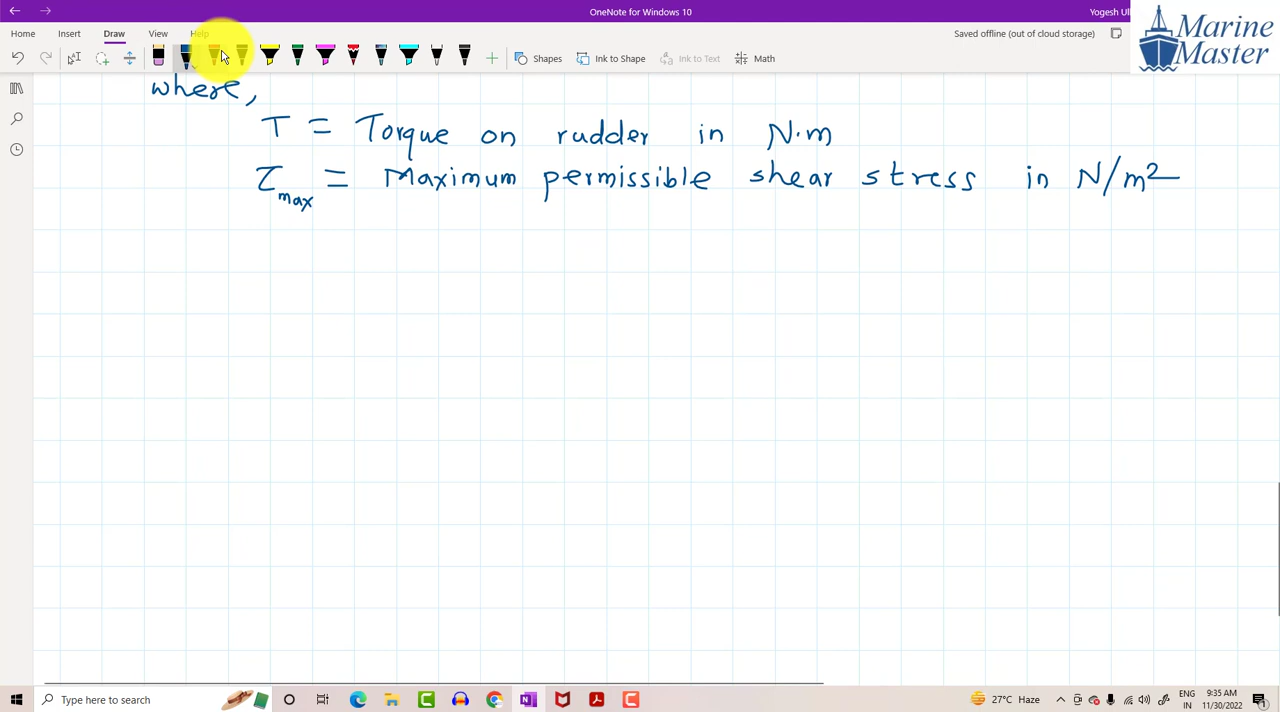 OneNote for Windows 10
Yogesh Ull
Marine Master
Home Insert Draw View Help
Saved offline (out of cloud storage)
Shapes Ink to Shape Ink to Text Math
where,
T = Torque on rudder in N·m
τmax = Maximum permissible shear stress in N/m²
Type here to search
27°C Haze
ENG IN
9:35 AM
11/30/2022